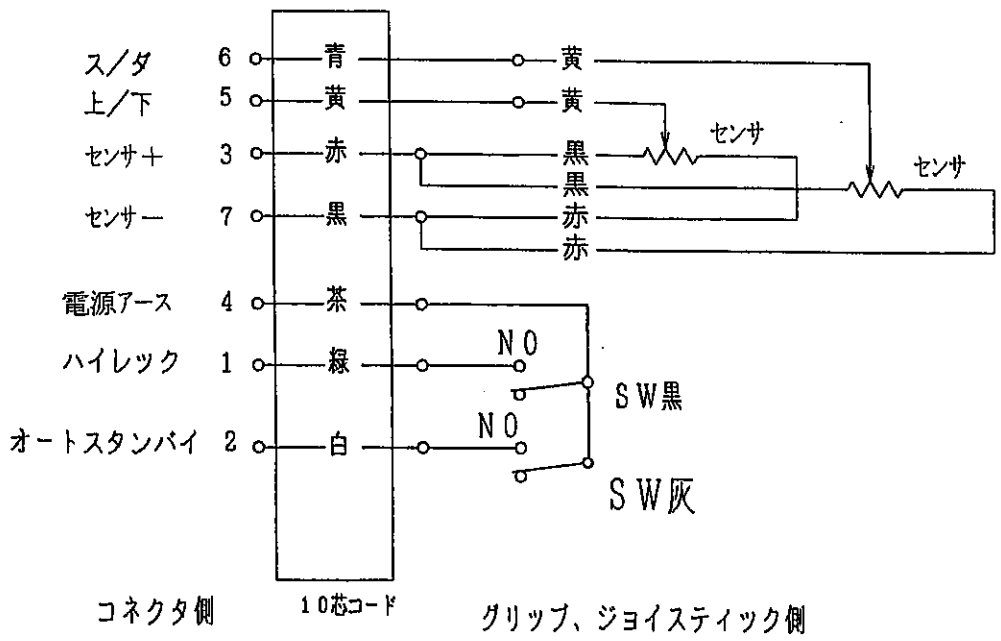 ス/タ 6 青 黄
上/下 5 黄 黄
センサ
センサ+ 3 赤 黒
センサ
黒
センサー 7 黒 赤
赤
電源アース 4 茶
NO
ハイレック 1 緑
SW黒
NO
オートスタンバイ 2 白
SW灰
コネクタ側 10芯コード グリップ、ジョイスティック側